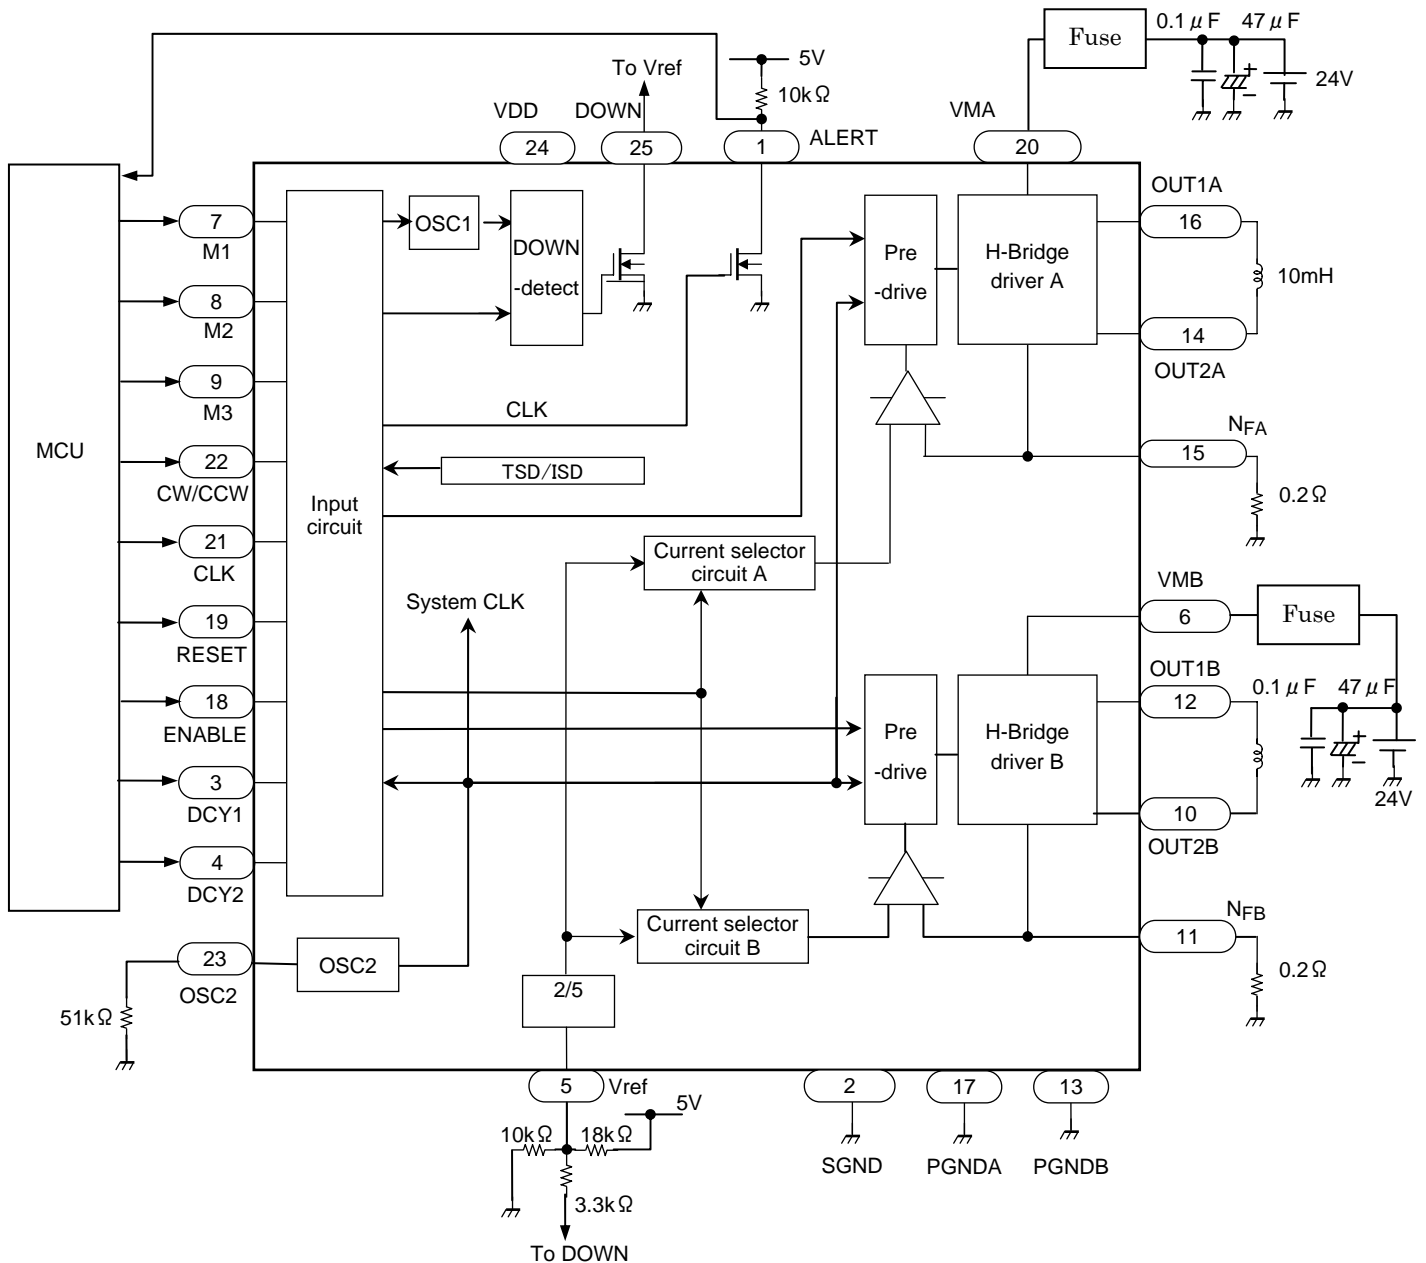 0.1μF 47μF
Fuse
24V
5V
To Vref
10kΩ
VDD DOWN
ALERT
VMA
24
25
1
20
OUT1A
7
M1
OSC1
DOWN
-detect
Pre
-drive
H-Bridge
driver A
16
10mH
8
M2
14
OUT2A
9
M3
CLK
MCU
22
CW/CCW
TSD/ISD
NFA
15
0.2Ω
Input
circuit
21
CLK
Current selector
circuit A
System CLK
VMB
Fuse
6
19
RESET
OUT1B
0.1μF 47μF
18
ENABLE
12
Pre
-drive
H-Bridge
driver B
3
DCY1
24V
10
OUT2B
4
DCY2
Current selector
circuit B
NFB
11
0.2Ω
23
OSC2
OSC2
2/5
51kΩ
5
Vref
2
17
13
5V
10kΩ 18kΩ
SGND
PGNDA
PGNDB
3.3kΩ
To DOWN